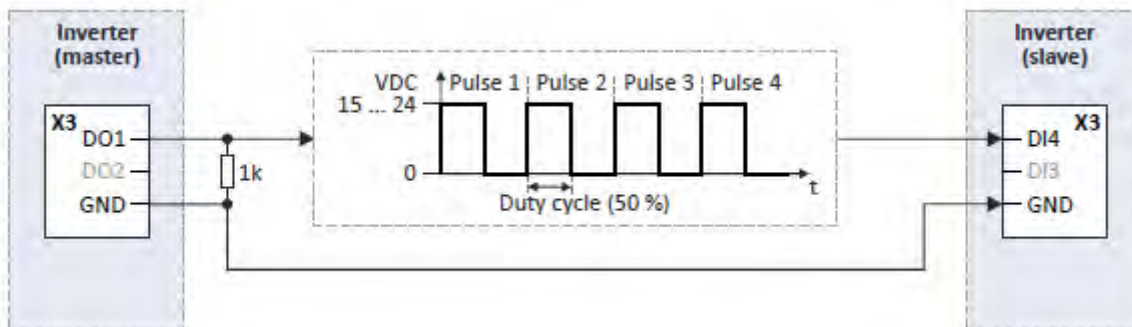 Inverter
(master)
X3
DO1
DO2
GND
1k
VDC
Pulse 1
Pulse 2
Pulse 3
Pulse 4
15 ... 24
0
t
Duty cycle (50 %)
Inverter
(slave)
X3
DI4
DI3
GND